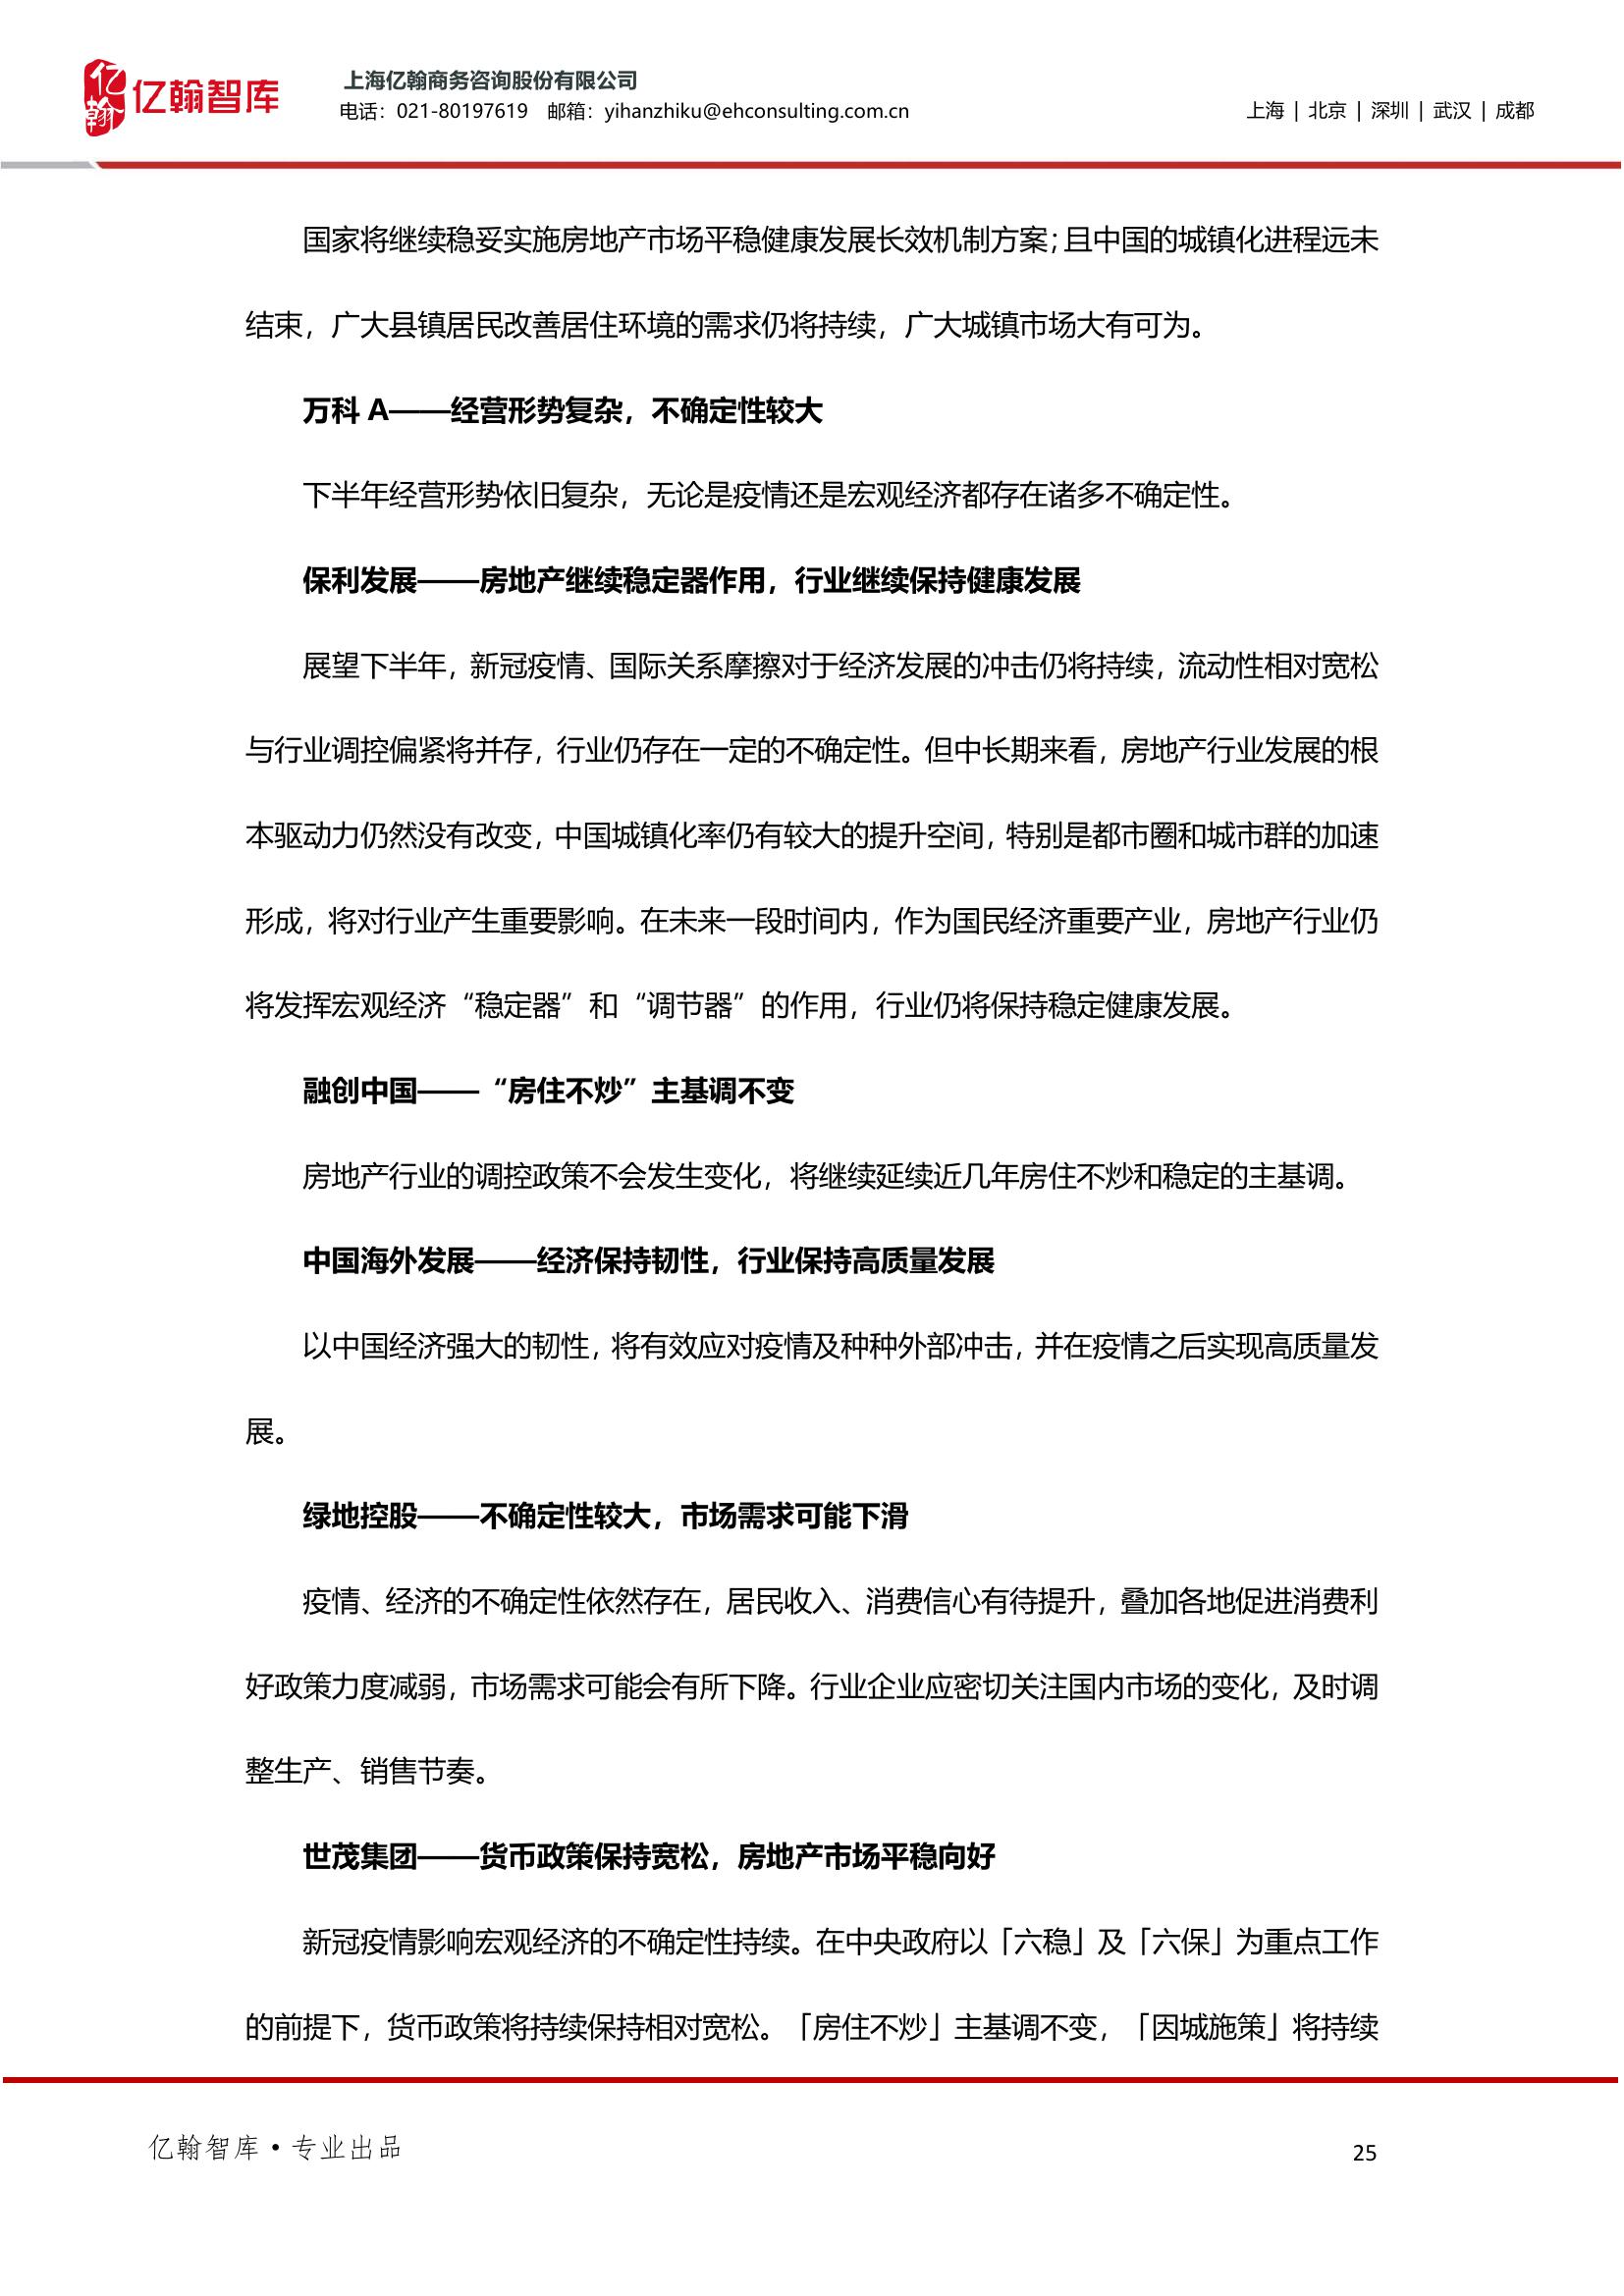 亿翰
亿翰智库
上海亿翰商务咨询股份有限公司
电话：021-80197619 邮箱：yihanzhiku@ehconsulting.com.cn
上海 | 北京 | 深圳 | 武汉 | 成都
国家将继续稳妥实施房地产市场平稳健康发展长效机制方案；且中国的城镇化进程远未
结束，广大县镇居民改善居住环境的需求仍将持续，广大城镇市场大有可为。
万科 A——经营形势复杂，不确定性较大
下半年经营形势依旧复杂，无论是疫情还是宏观经济都存在诸多不确定性。
保利发展——房地产继续稳定器作用，行业继续保持健康发展
展望下半年，新冠疫情、国际关系摩擦对于经济发展的冲击仍将持续，流动性相对宽松
与行业调控偏紧将并存，行业仍存在一定的不确定性。但中长期来看，房地产行业发展的根
本驱动力仍然没有改变，中国城镇化率仍有较大的提升空间，特别是都市圈和城市群的加速
形成，将对行业产生重要影响。在未来一段时间内，作为国民经济重要产业，房地产行业仍
将发挥宏观经济“稳定器”和“调节器”的作用，行业仍将保持稳定健康发展。
融创中国——“房住不炒”主基调不变
房地产行业的调控政策不会发生变化，将继续延续近几年房住不炒和稳定的主基调。
中国海外发展——经济保持韧性，行业保持高质量发展
以中国经济强大的韧性，将有效应对疫情及种种外部冲击，并在疫情之后实现高质量发
展。
绿地控股——不确定性较大，市场需求可能下滑
疫情、经济的不确定性依然存在，居民收入、消费信心有待提升，叠加各地促进消费利
好政策力度减弱，市场需求可能会有所下降。行业企业应密切关注国内市场的变化，及时调
整生产、销售节奏。
世茂集团——货币政策保持宽松，房地产市场平稳向好
新冠疫情影响宏观经济的不确定性持续。在中央政府以「六稳」及「六保」为重点工作
的前提下，货币政策将持续保持相对宽松。「房住不炒」主基调不变，「因城施策」将持续
亿翰智库•专业出品
25